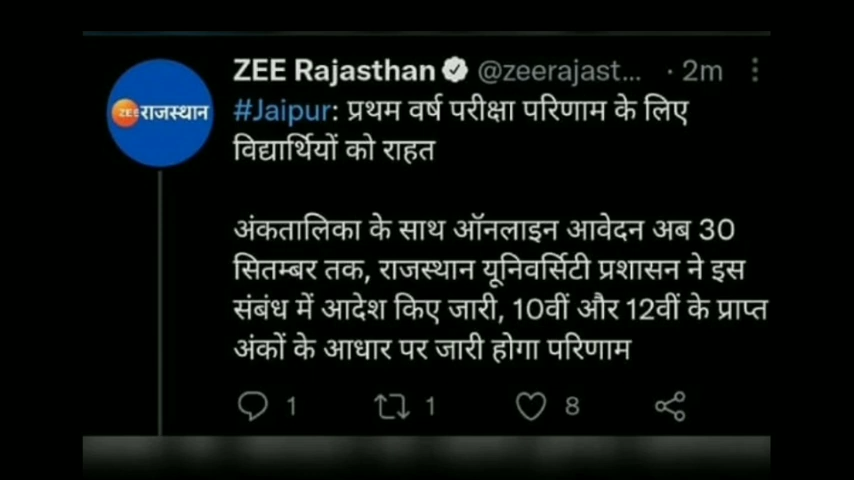 ZEE Rajasthan @zeerajast... · 2m
ZEE राजस्थान
#Jaipur: प्रथम वर्ष परीक्षा परिणाम के लिए
विद्यार्थियों को राहत
अंकतालिका के साथ ऑनलाइन आवेदन अब 30
सितम्बर तक, राजस्थान यूनिवर्सिटी प्रशासन ने इस
संबंध में आदेश किए जारी, 10वीं और 12वीं के प्राप्त
अंकों के आधार पर जारी होगा परिणाम
1 1 8